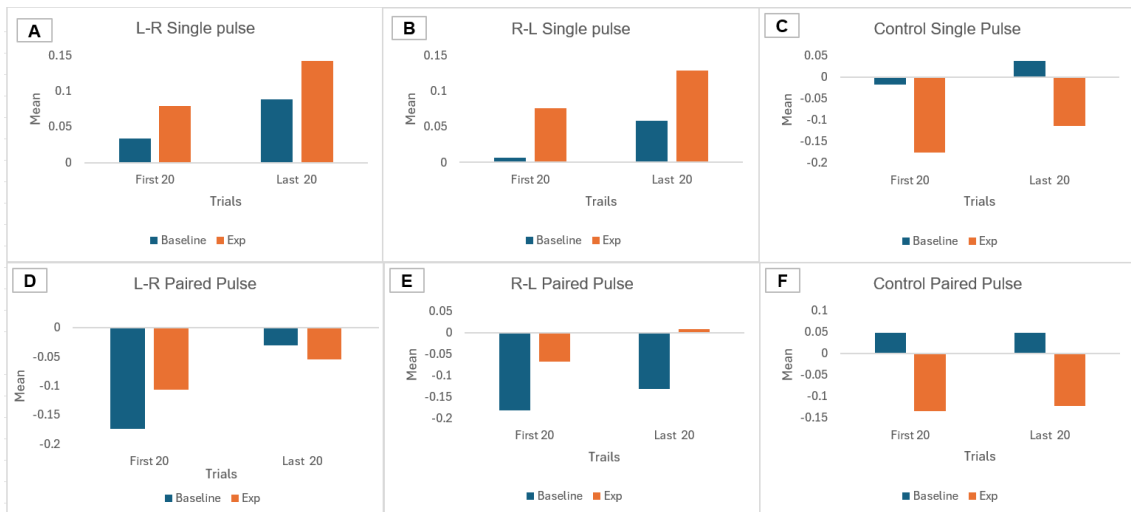 A
L-R Single pulse
Mean
0.15
0.1
0.05
0
First 20
Last 20
Trials
Baseline
Exp
B
R-L Single pulse
Mean
0.15
0.1
0.05
0
First 20
Last 20
Trails
Baseline
Exp
C
Control Single Pulse
Mean
0.05
0
-0.05
-0.1
-0.15
-0.2
First 20
Last 20
Trials
Baseline
Exp
D
L-R Paired Pulse
Mean
0
-0.05
-0.1
-0.15
-0.2
First 20
Last 20
Trials
Baseline
Exp
E
R-L Paired Pulse
Mean
0.05
0
-0.05
-0.1
-0.15
-0.2
First 20
Last 20
Trials
Baseline
Exp
F
Control Paired Pulse
Mean
0.1
0.05
0
-0.05
-0.1
-0.15
First 20
Last 20
Trials
Baseline
Exp